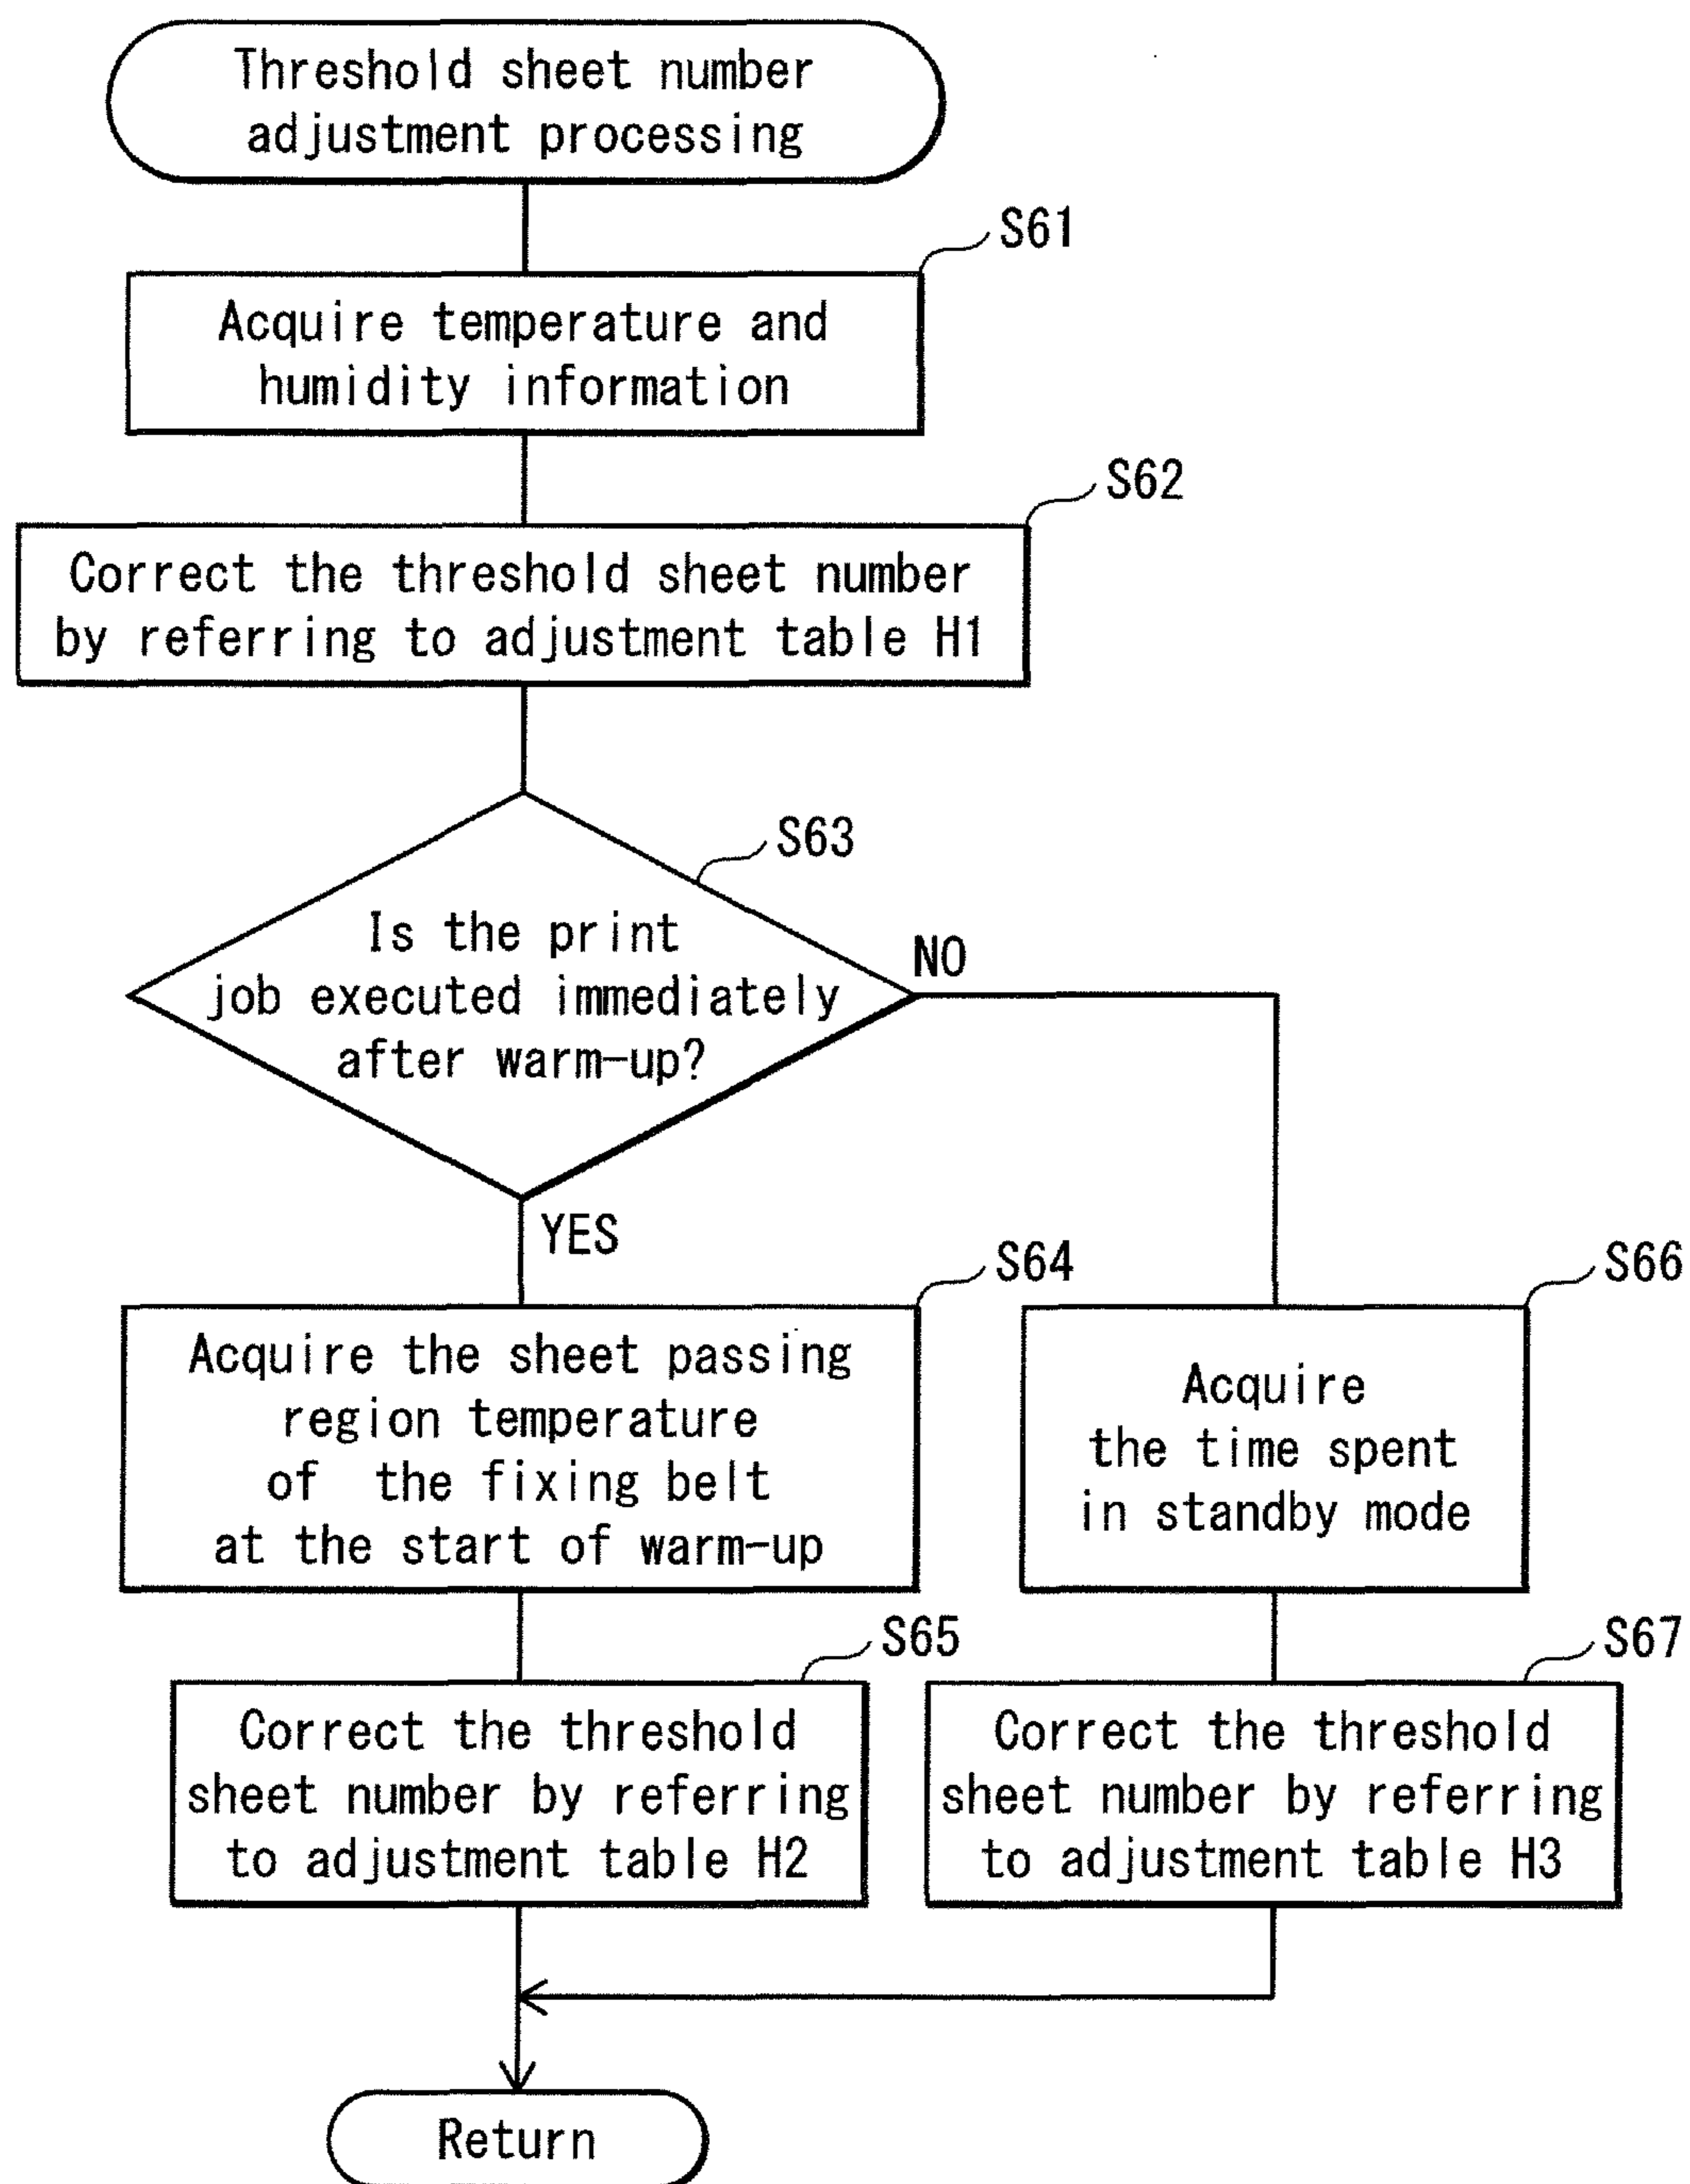 Threshold sheet number
adjustment processing
S61
Acquire temperature and
humidity information
S62
Correct the threshold sheet number
by referring to adjustment table H1
S63
Is the print
job executed immediately
after warm-up?
NO
YES
S64
Acquire the sheet passing
region temperature
of the fixing belt
at the start of warm-up
S66
Acquire
the time spent
in standby mode
S65
Correct the threshold
sheet number by referring
to adjustment table H2
S67
Correct the threshold
sheet number by referring
to adjustment table H3
Return